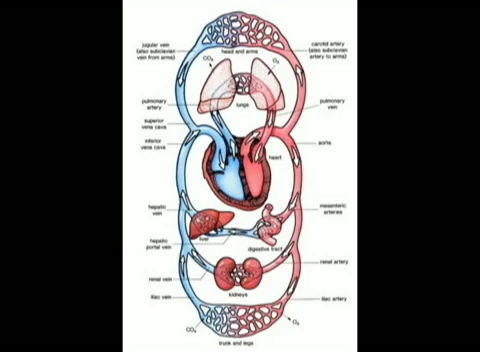 jugular vein
(also subclavian
vein from arms)
head and arms
carotid artery
(also subclavian
artery to arms)
CO₂
O₂
pulmonary
artery
lungs
pulmonary
vein
superior
vena cava
inferior
vena cava
heart
aorta
hepatic
vein
mesenteric
arteries
liver
hepatic
portal vein
digestive tract
renal vein
renal artery
kidneys
iliac vein
iliac artery
CO₂
O₂
trunk and legs